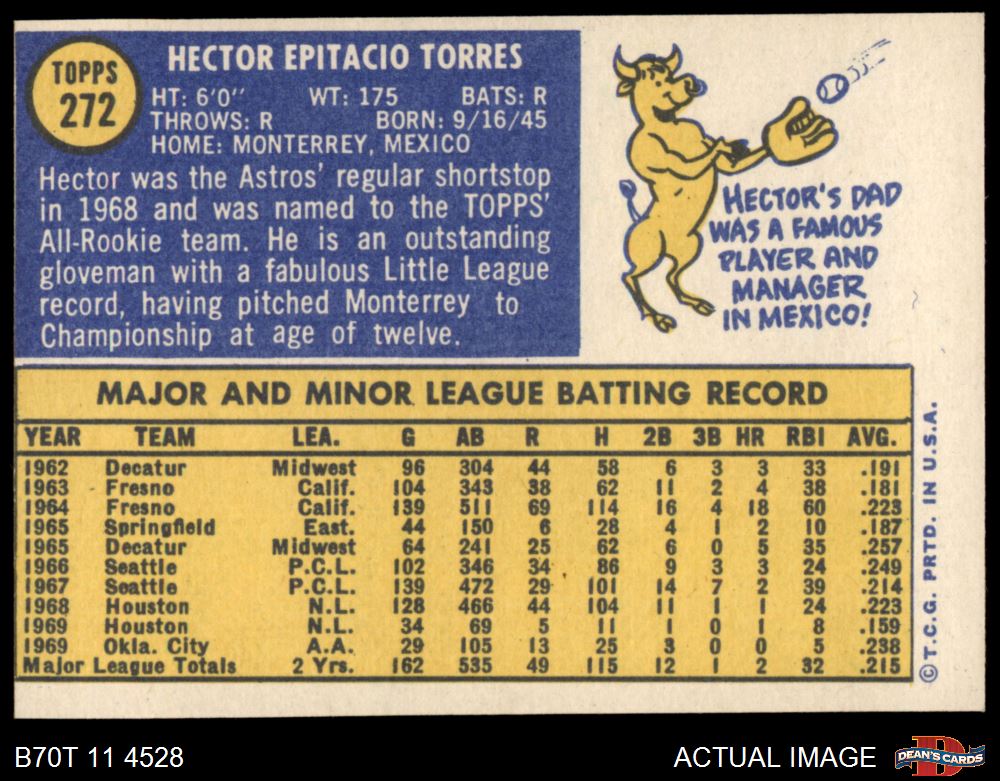 TOPPS
272
HECTOR EPITACIO TORRES
HT: 6'0" WT: 175 BATS: R
THROWS: R BORN: 9/16/45
HOME: MONTERREY, MEXICO
Hector was the Astros' regular shortstop
in 1968 and was named to the TOPPS'
All-Rookie team. He is an outstanding
gloveman with a fabulous Little League
record, having pitched Monterrey to
Championship at age of twelve.
HECTOR'S DAD
WAS A FAMOUS
PLAYER AND
MANAGER
IN MEXICO!
MAJOR AND MINOR LEAGUE BATTING RECORD
YEAR TEAM LEA. G AB R H 2B 3B HR RBI AVG.
1962 Decatur Midwest 96 304 44 58 6 3 3 33 .191
1963 Fresno Calif. 104 343 38 62 11 2 4 38 .181
1964 Fresno Calif. 139 511 69 114 16 4 18 60 .223
1965 Springfield East. 44 150 6 28 4 1 2 10 .187
1965 Decatur Midwest 64 241 25 62 6 0 5 35 .257
1966 Seattle P.C.L. 102 346 34 86 9 3 3 24 .249
1967 Seattle P.C.L. 139 472 29 101 14 7 2 39 .214
1968 Houston N.L. 128 466 44 104 11 1 1 24 .223
1969 Houston N.L. 34 69 5 11 1 0 1 8 .159
1969 Okla. City A.A. 29 105 13 25 3 0 0 5 .238
Major League Totals 2 Yrs. 162 535 49 115 12 1 2 32 .215
© T.C.G. PRTD. IN U.S.A.
B70T 11 4528
ACTUAL IMAGE
D
DEAN'S CARDS